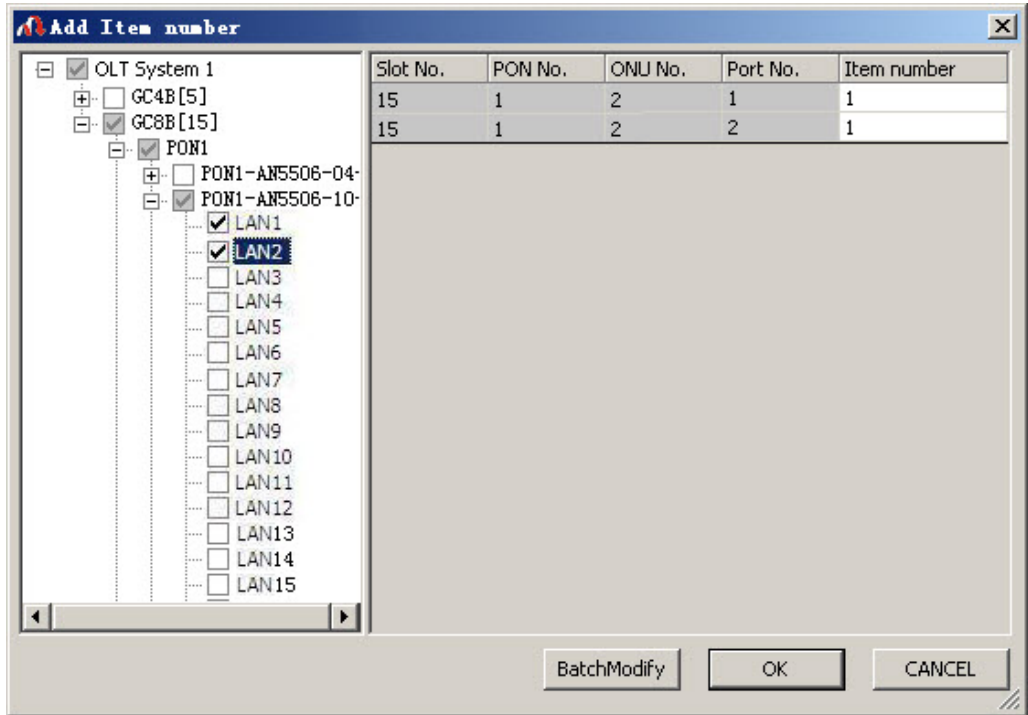 Add Item number
OLT System 1
GC4B[5]
GC8B[15]
PON1
PON1-AN5506-04-
PON1-AN5506-10-
LAN1
LAN2
LAN3
LAN4
LAN5
LAN6
LAN7
LAN8
LAN9
LAN10
LAN11
LAN12
LAN13
LAN14
LAN15
Slot No. PON No. ONU No. Port No. Item number
15 1 2 1 1
15 1 2 2 1
BatchModify OK CANCEL